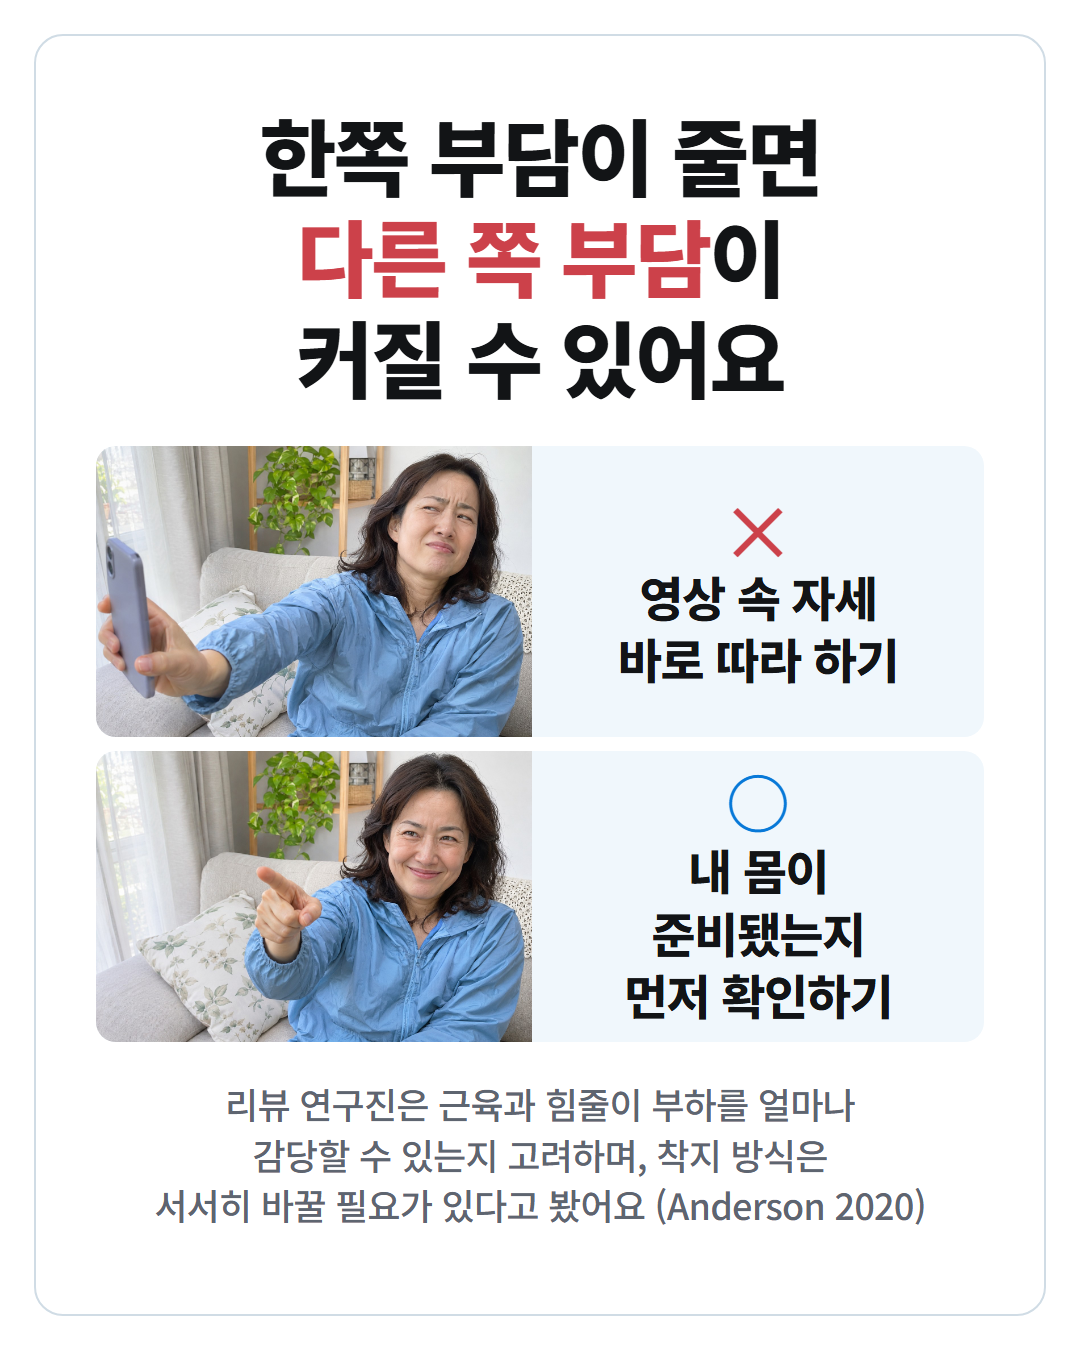 한쪽 부담이 줄면
다른 쪽 부담이
커질 수 있어요
영상 속 자세
바로 따라 하기
내 몸이
준비됐는지
먼저 확인하기
리뷰 연구진은 근육과 힘줄이 부하를 얼마나
감당할 수 있는지 고려하며, 착지 방식은
서서히 바꿀 필요가 있다고 봤어요 (Anderson 2020)